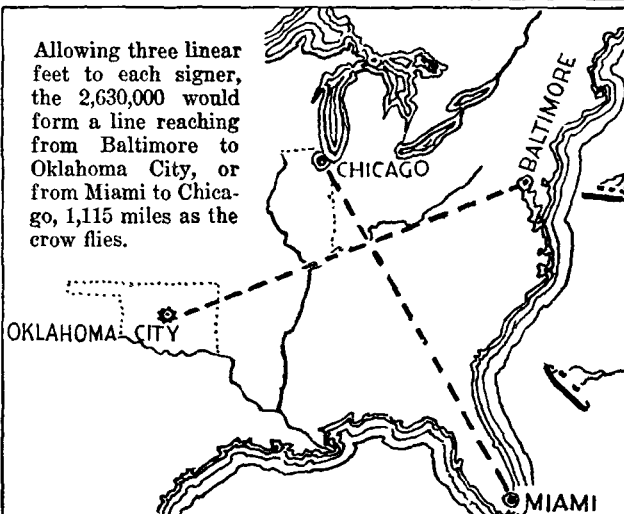 Allowing three linear
feet to each signer,
the 2,630,000 would
form a line reaching
from Baltimore to
Oklahoma City, or
from Miami to Chica-
go, 1,115 miles as the
crow flies.
BALTIMORE
CHICAGO
OKLAHOMA CITY
MIAMI